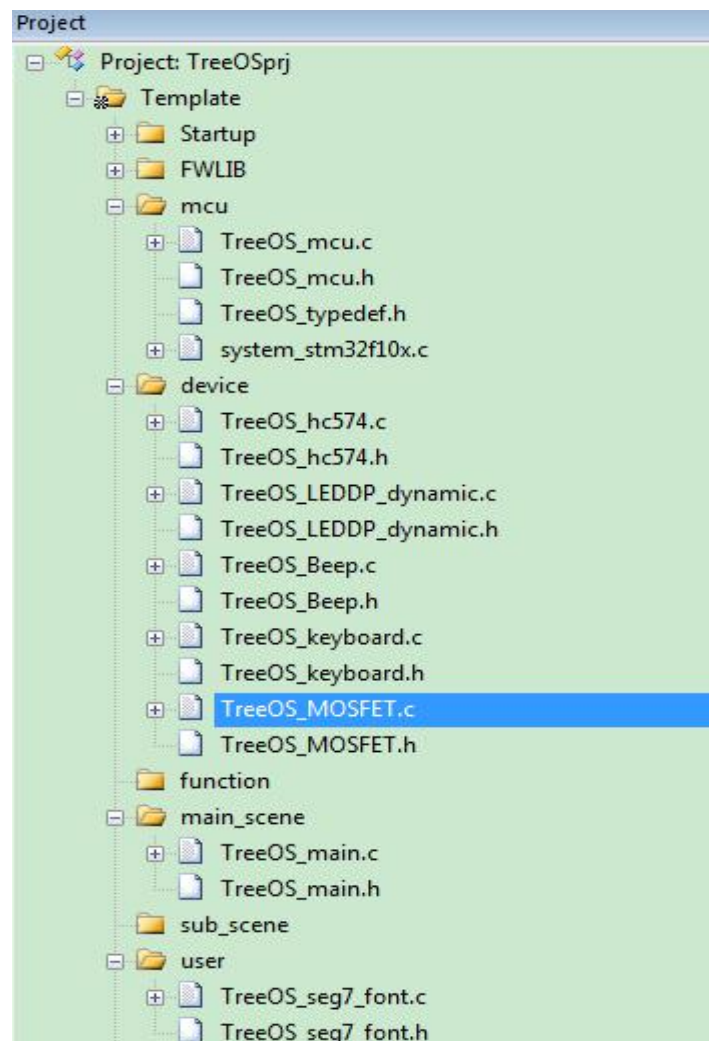 Project
Project: TreeOSprj
Template
Startup
FWLIB
mcu
TreeOS_mcu.c
TreeOS_mcu.h
TreeOS_typedef.h
system_stm32f10x.c
device
TreeOS_hc574.c
TreeOS_hc574.h
TreeOS_LEDDP_dynamic.c
TreeOS_LEDDP_dynamic.h
TreeOS_Beep.c
TreeOS_Beep.h
TreeOS_keyboard.c
TreeOS_keyboard.h
TreeOS_MOSFET.c
TreeOS_MOSFET.h
function
main_scene
TreeOS_main.c
TreeOS_main.h
sub_scene
user
TreeOS_seg7_font.c
TreeOS_seg7_font.h